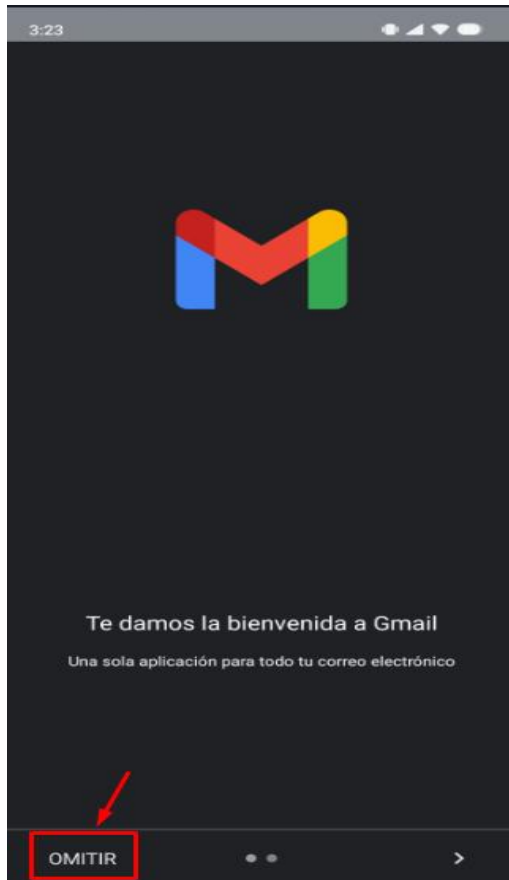 3:23
Te damos la bienvenida a Gmail
Una sola aplicación para todo tu correo electrónico
OMITIR